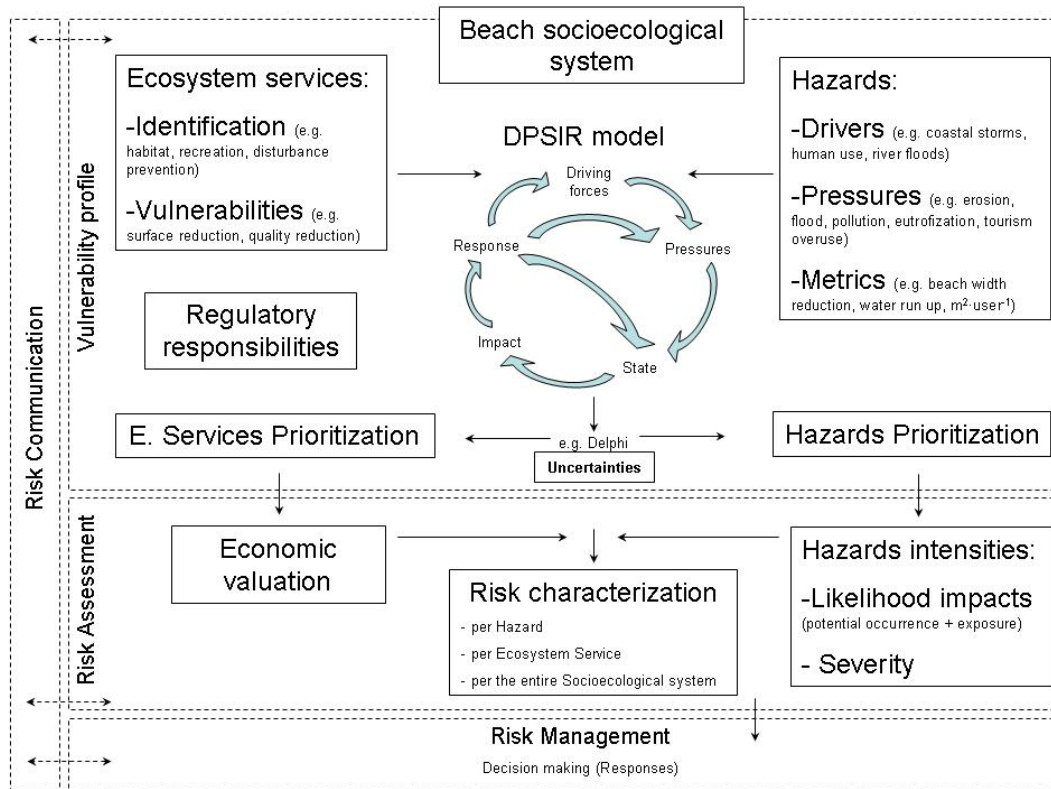 Beach socioecological
system
Ecosystem services:
-Identification (e.g.
habitat, recreation, disturbance
prevention)
-Vulnerabilities (e.g.
surface reduction, quality reduction)
Hazards:
-Drivers (e.g. coastal storms,
human use, river floods)
-Pressures (e.g. erosion,
flood, pollution, eutrofization, tourism
overuse)
-Metrics (e.g. beach width
reduction, water run up, m²·user⁻¹)
DPSIR model
Driving
forces
Response
Pressures
Impact
State
Regulatory
responsibilities
Vulnerability profile
Risk Communication
E. Services Prioritization
e.g. Delphi
Uncertainties
Hazards Prioritization
Risk Assessment
Economic
valuation
Risk characterization
- per Hazard
- per Ecosystem Service
- per the entire Socioecological system
Hazards intensities:
-Likelihood impacts
(potential occurrence + exposure)
- Severity
Risk Management
Decision making (Responses)